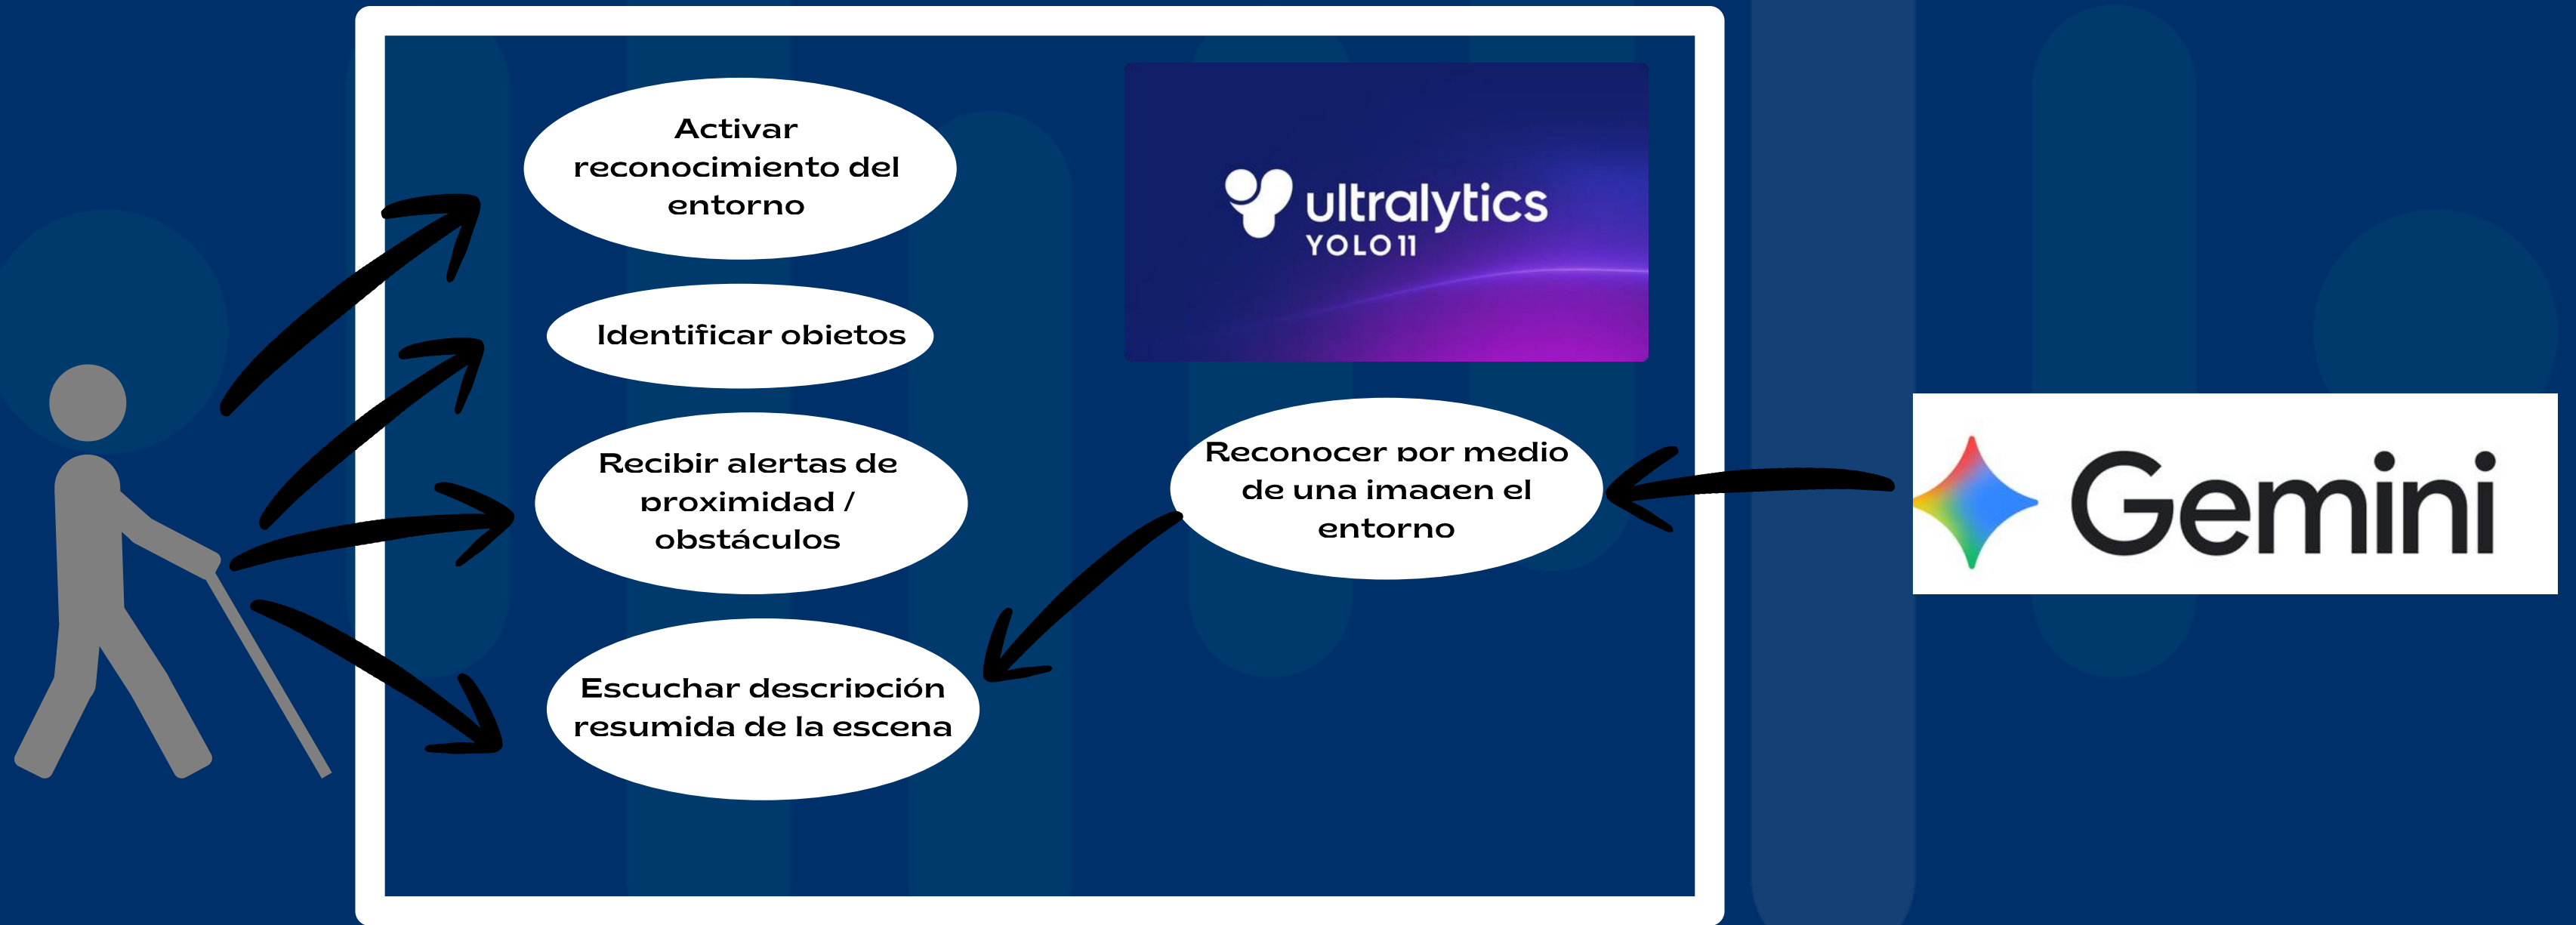 Activar
reconocimiento del
entorno
Identificar objetos
Recibir alertas de
proximidad /
obstáculos
Escuchar descripción
resumida de la escena
ultralytics
YOLO11
Reconocer por medio
de una imagen el
entorno
Gemini